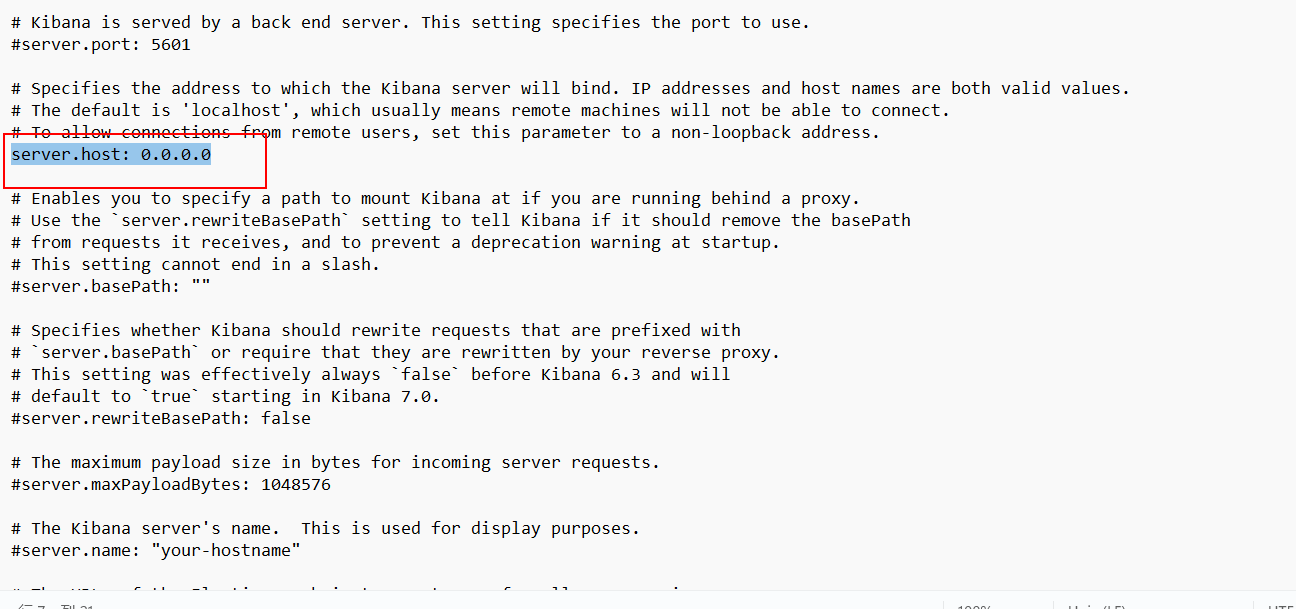 # Kibana is served by a back end server. This setting specifies the port to use.
#server.port: 5601
# Specifies the address to which the Kibana server will bind. IP addresses and host names are both valid values.
# The default is 'localhost', which usually means remote machines will not be able to connect.
# To allow connections from remote users, set this parameter to a non-loopback address.
server.host: 0.0.0.0
# Enables you to specify a path to mount Kibana at if you are running behind a proxy.
# Use the `server.rewriteBasePath` setting to tell Kibana if it should remove the basePath
# from requests it receives, and to prevent a deprecation warning at startup.
# This setting cannot end in a slash.
#server.basePath: ""
# Specifies whether Kibana should rewrite requests that are prefixed with
# `server.basePath` or require that they are rewritten by your reverse proxy.
# This setting was effectively always `false` before Kibana 6.3 and will
# default to `true` starting in Kibana 7.0.
#server.rewriteBasePath: false
# The maximum payload size in bytes for incoming server requests.
#server.maxPayloadBytes: 1048576
# The Kibana server's name.  This is used for display purposes.
#server.name: "your-hostname"